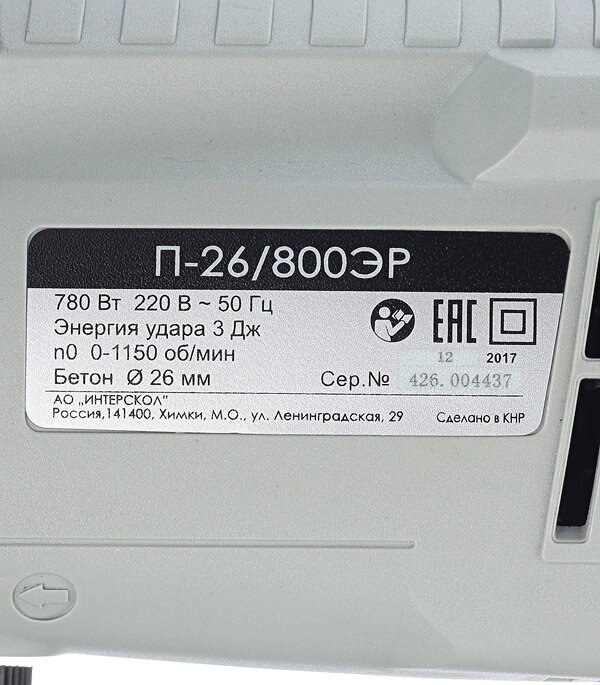 П-26/800ЭР
780 Вт 220 В ~ 50 Гц
Энергия удара 3 Дж
n0 0-1150 об/мин
EAC
12 2017
Бетон Ø 26 мм Сер.№ 426.004437
АО „ИНТЕРСКОЛ"
Россия,141400, Химки, М.О., ул. Ленинградская, 29 Сделано в КНР